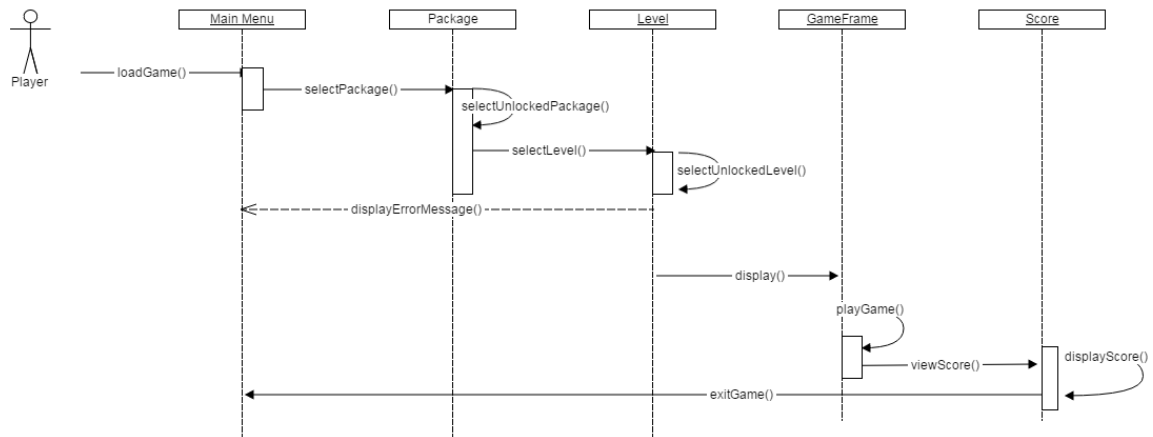 Main Menu
Package
Level
GameFrame
Score
Player
loadGame()
selectPackage()
selectUnlockedPackage()
selectLevel()
selectUnlockedLevel()
displayErrorMessage()
display()
playGame()
viewScore()
displayScore()
exitGame()